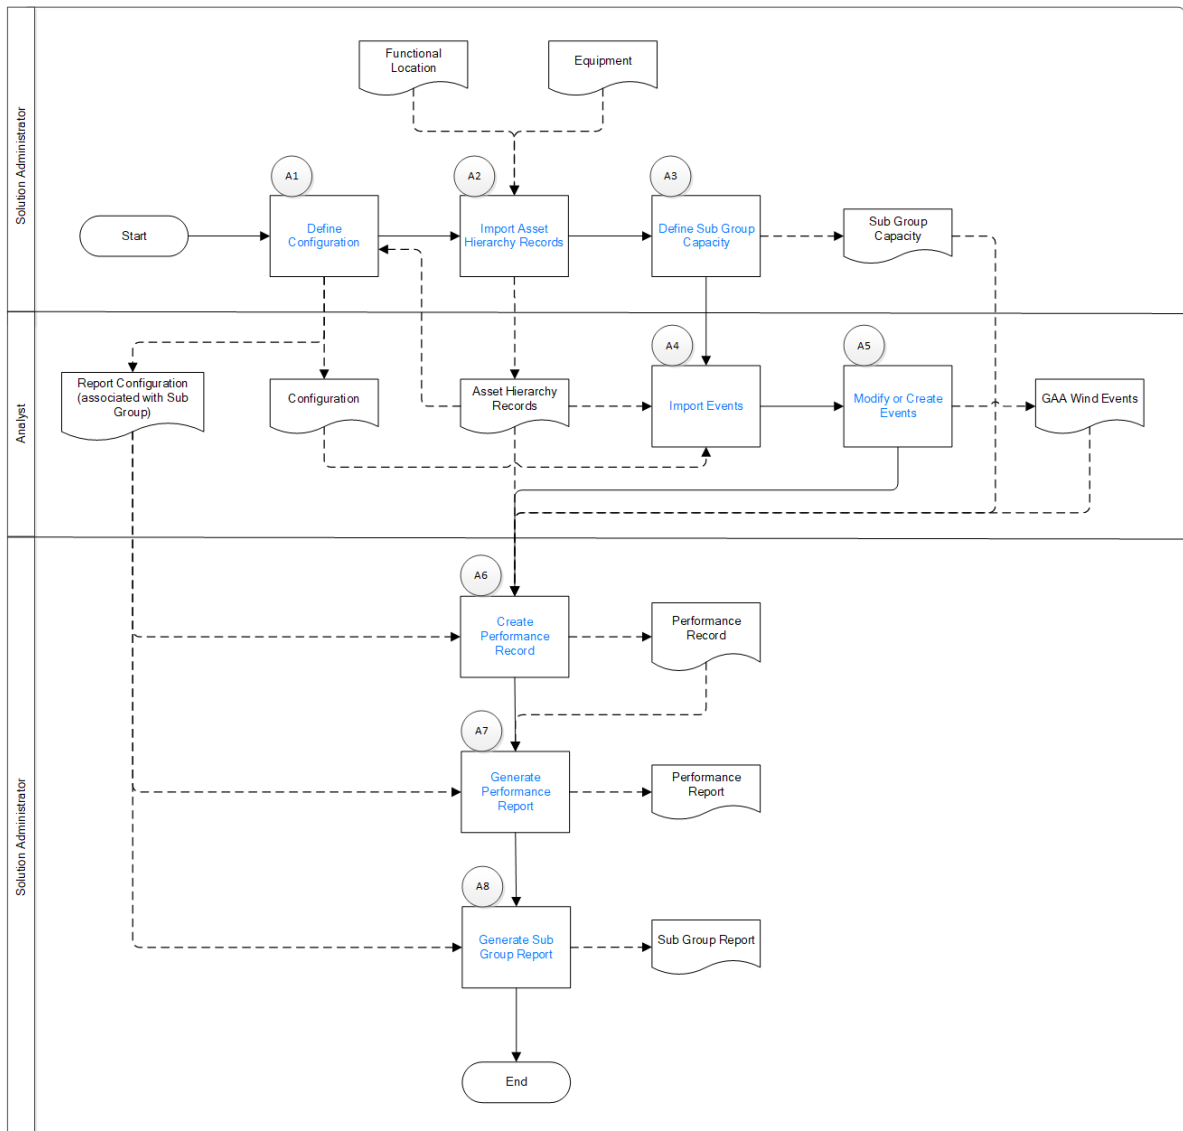 Solution Administrator
Functional
Location
Equipment
A1
A2
A3
Start
Define
Configuration
Import Asset
Hierarchy Records
Define Sub Group
Capacity
Sub Group
Capacity
Analyst
A4
A5
Report Configuration
(associated with Sub
Group)
Configuration
Asset Hierarchy
Records
Import Events
Modify or Create
Events
GAA Wind Events
Solution Administrator
A6
Create
Performance
Record
Performance
Record
A7
Generate
Performance
Report
Performance
Report
A8
Generate Sub
Group Report
Sub Group Report
End